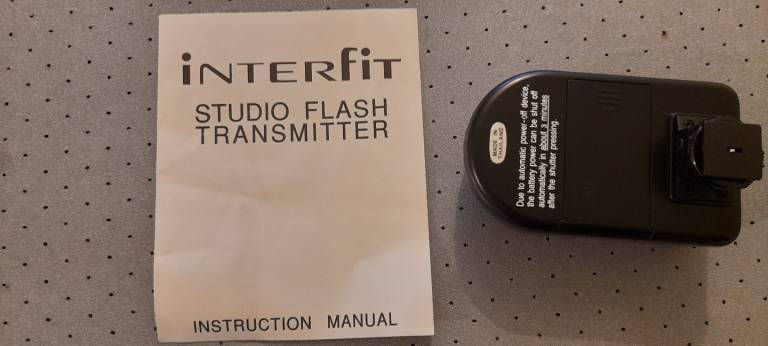 iNTERfiT
STUDIO FLASH
TRANSMITTER
INSTRUCTION MANUAL
MADE IN
THAILAND
Due to automatic power-off device,
the battery power can be shut off
automatically in about 3 minutes
after the shutter pressing.